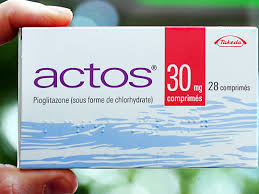 Takeda
actos®
30 mg
comprimés
28 comprimés
Pioglitazone (sous forme de chlorhydrate)